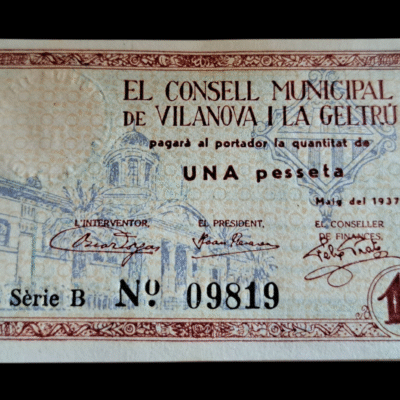 EL CONSELL MUNICIPAL
DE VILANOVA I LA GELTRÚ
pagarà al portador la quantitat de
UNA pesseta
Maig del 1937
L'INTERVENTOR, EL PRESIDENT, EL CONSELLER
DE FINANCES,
Sèrie B Nº 09819
1